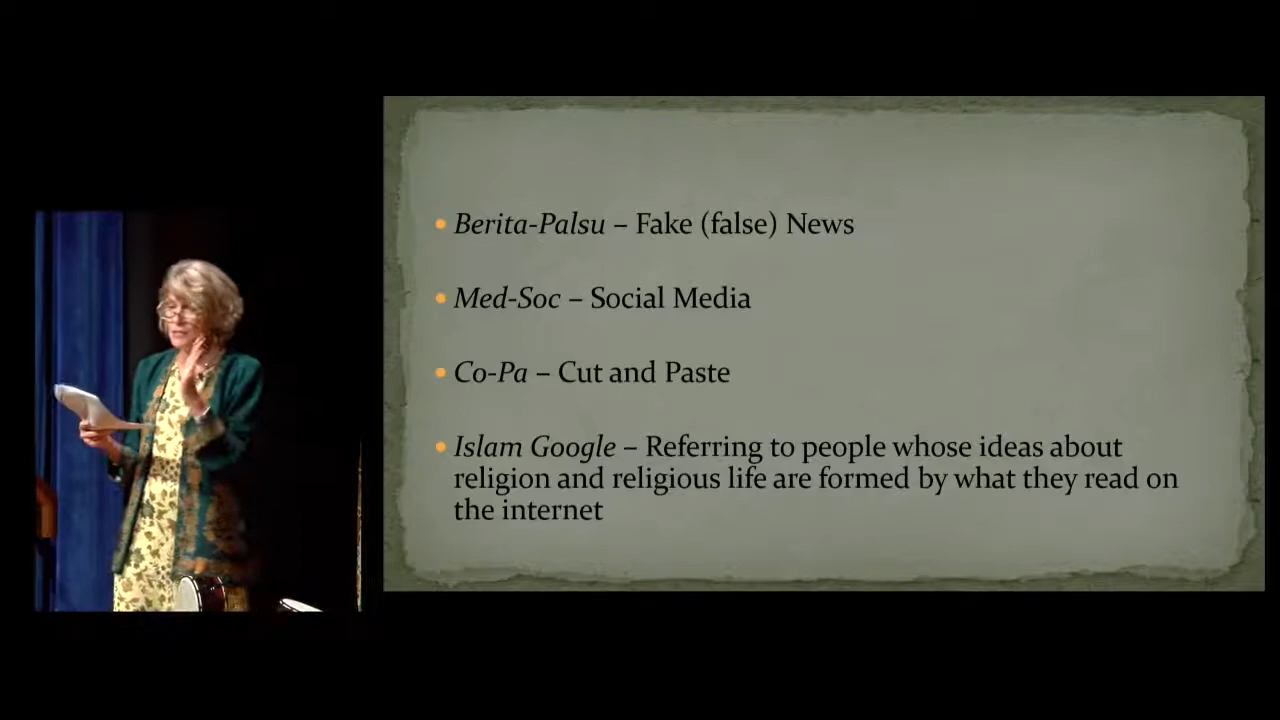 • Berita-Palsu – Fake (false) News
• Med-Soc – Social Media
• Co-Pa – Cut and Paste
• Islam Google – Referring to people whose ideas about
religion and religious life are formed by what they read on
the internet